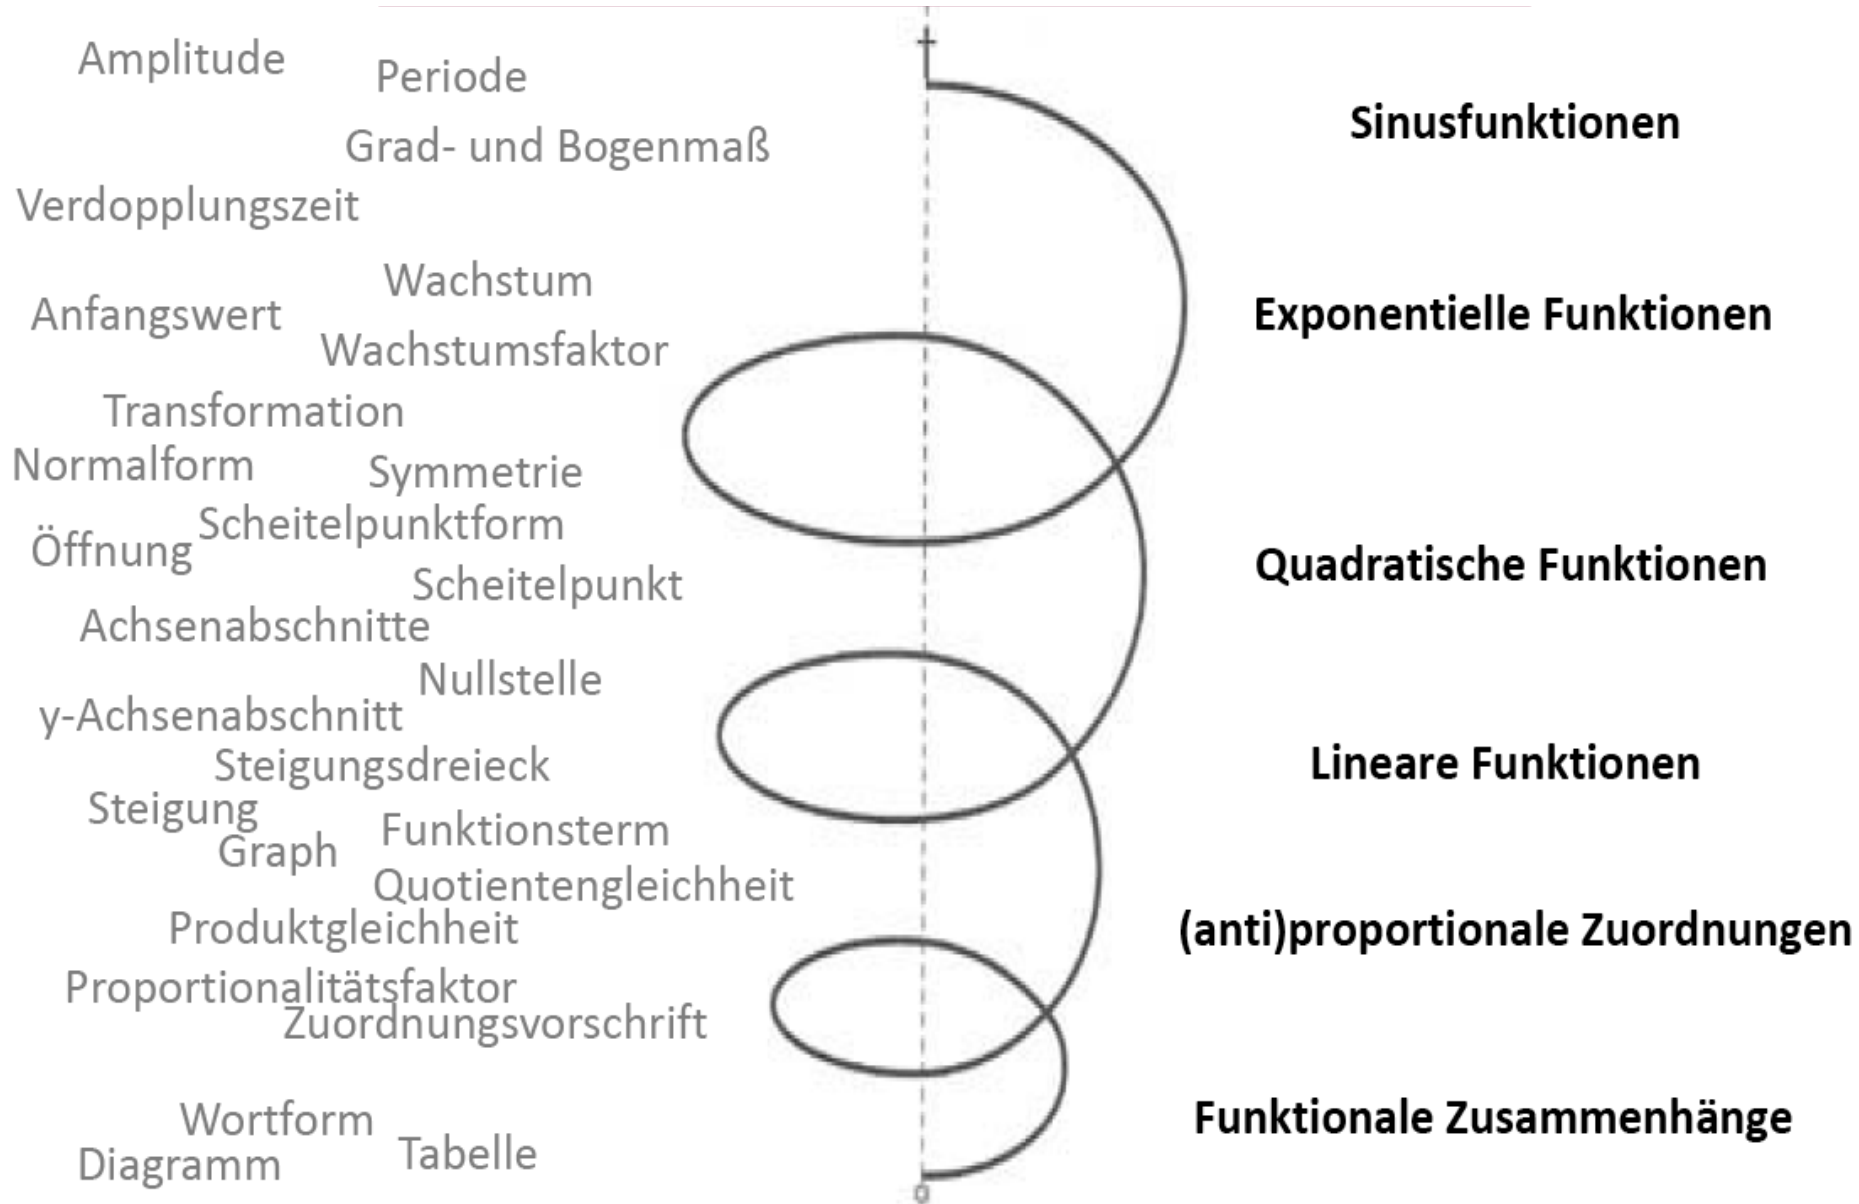 Amplitude
Periode
Grad- und Bogenmaß
Verdopplungszeit
Wachstum
Anfangswert
Wachstumsfaktor
Transformation
Normalform
Symmetrie
Scheitelpunktform
Öffnung
Scheitelpunkt
Achsenabschnitte
Nullstelle
y-Achsenabschnitt
Steigungsdreieck
Steigung
Funktionsterm
Graph
Quotientengleichheit
Produktgleichheit
Proportionalitätsfaktor
Zuordnungsvorschrift
Wortform
Tabelle
Diagramm
Sinusfunktionen
Exponentielle Funktionen
Quadratische Funktionen
Lineare Funktionen
(anti)proportionale Zuordnungen
Funktionale Zusammenhänge